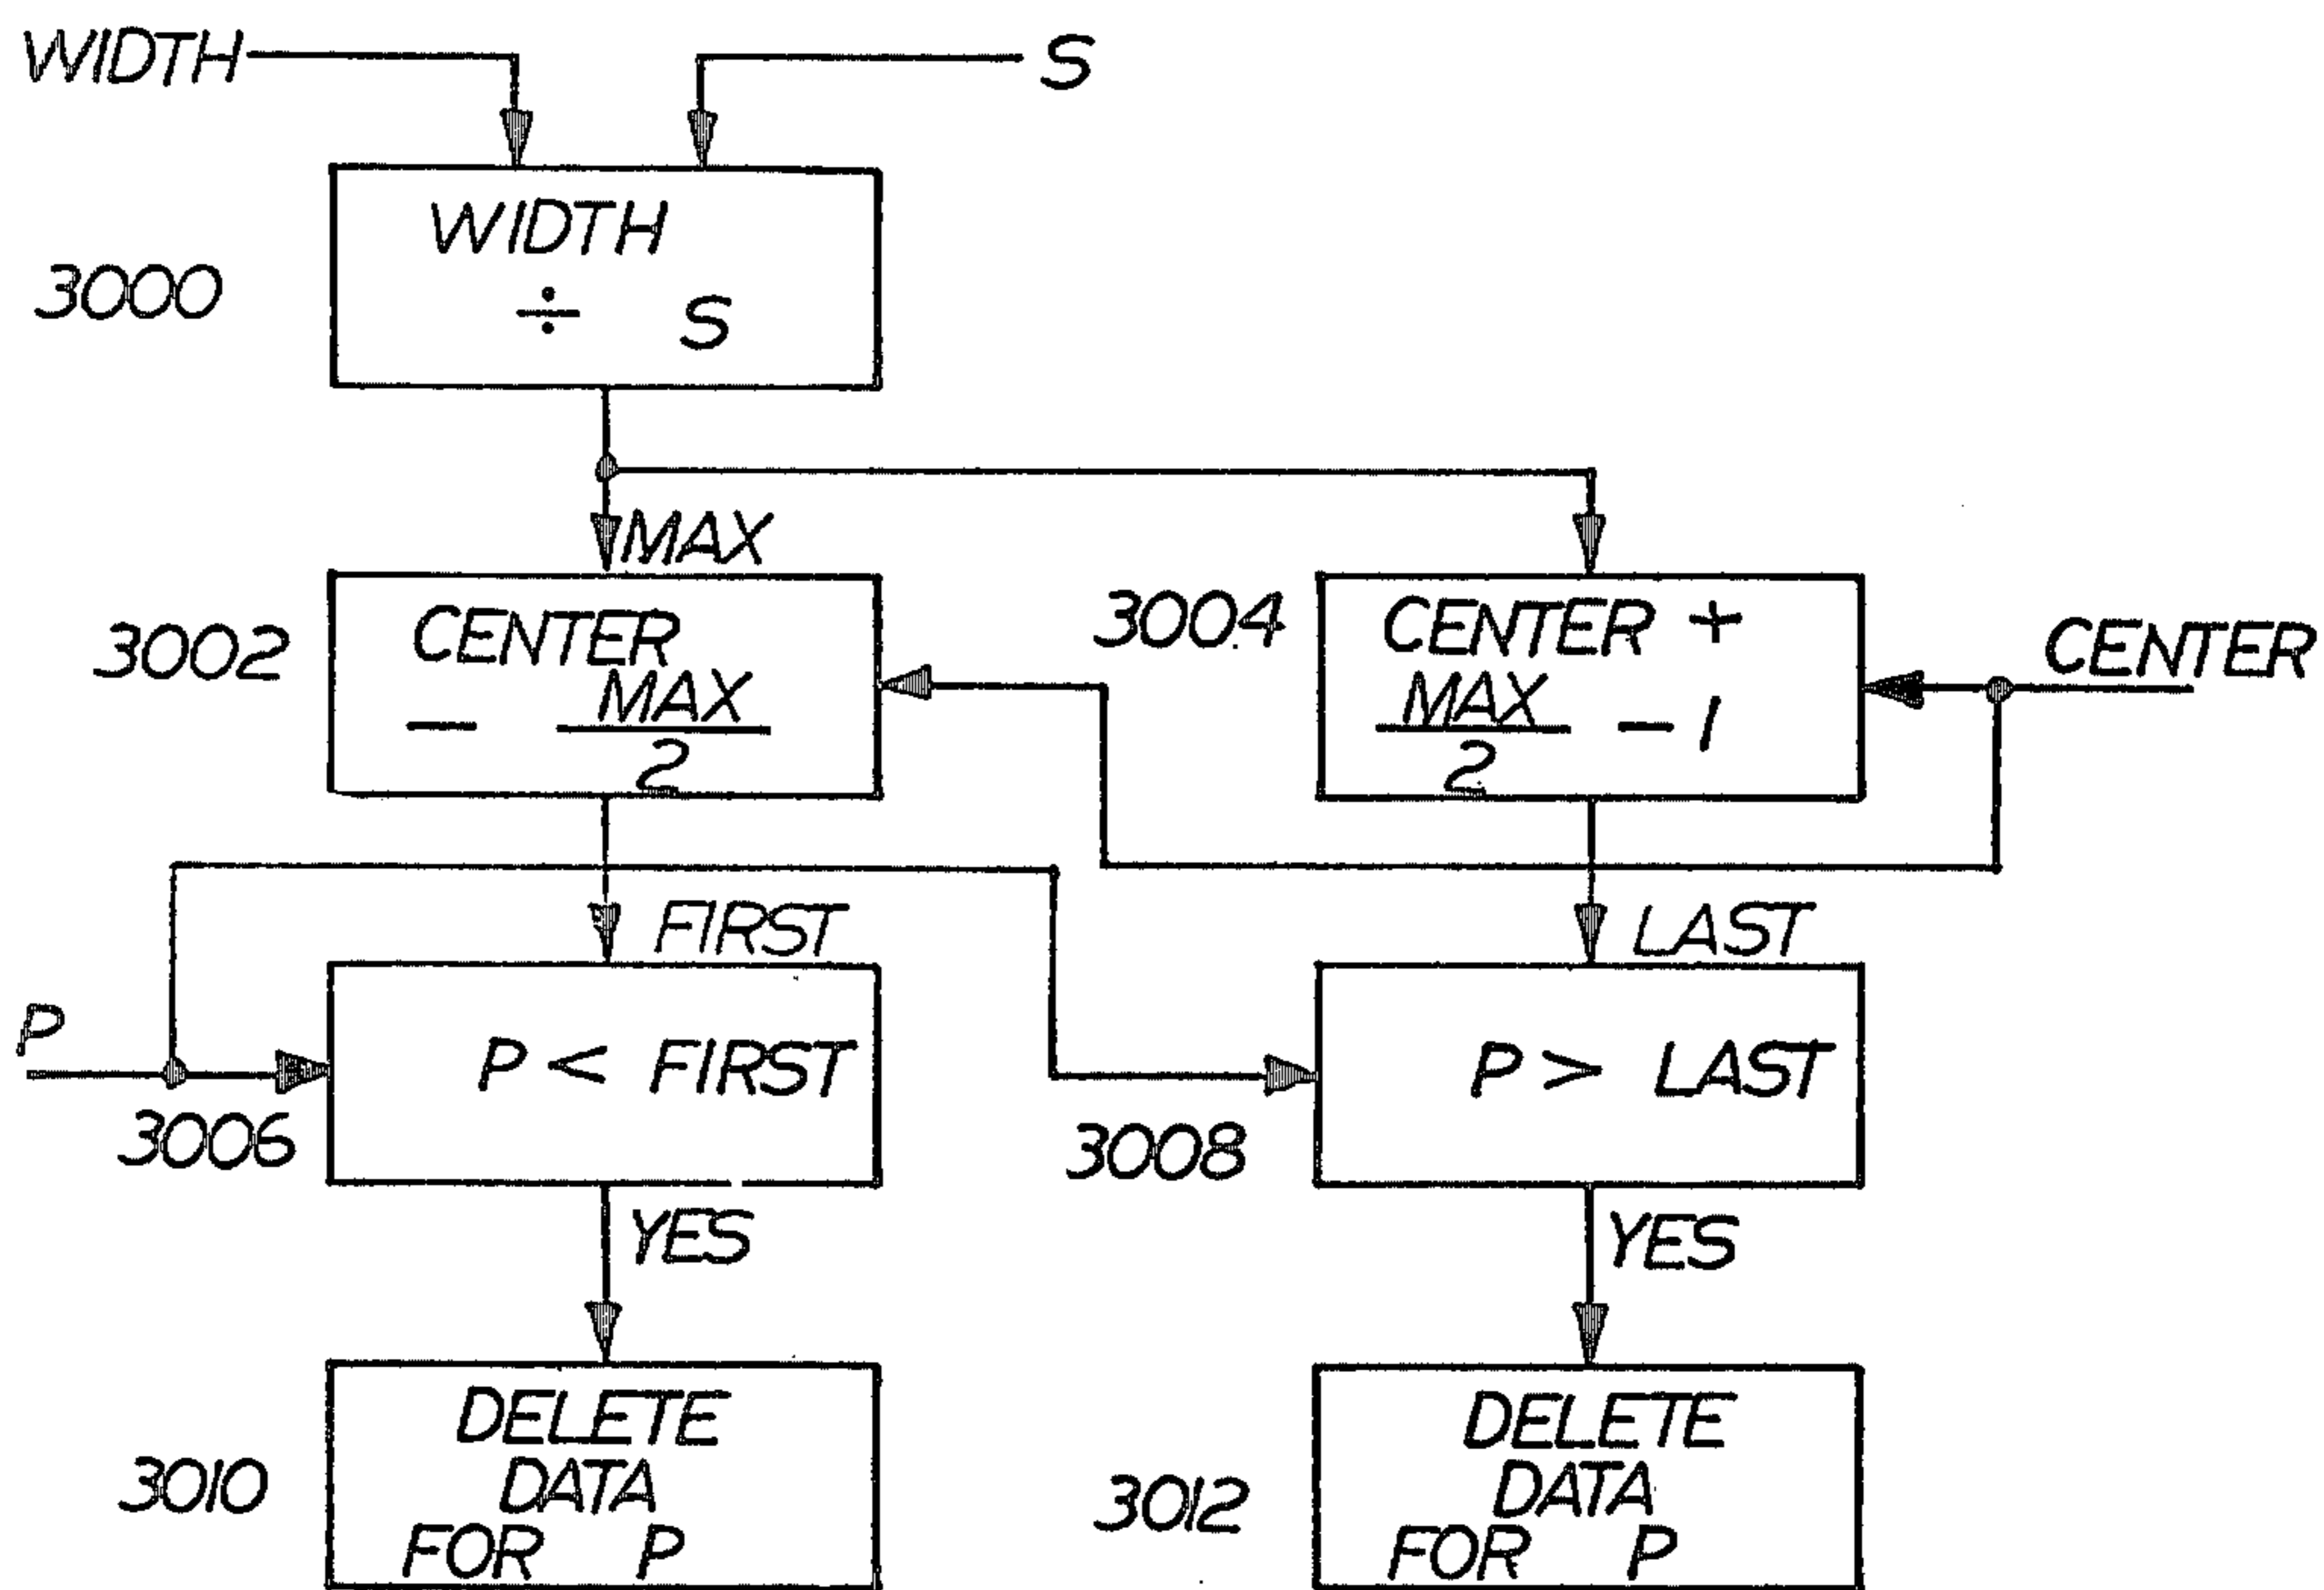 WIDTH
S
3000
WIDTH
÷ S
MAX
3002
CENTER
- MAX
2
3004
CENTER +
MAX - 1
2
CENTER
FIRST
LAST
P
3006
P < FIRST
3008
P > LAST
YES
YES
3010
DELETE
DATA
FOR P
3012
DELETE
DATA
FOR P